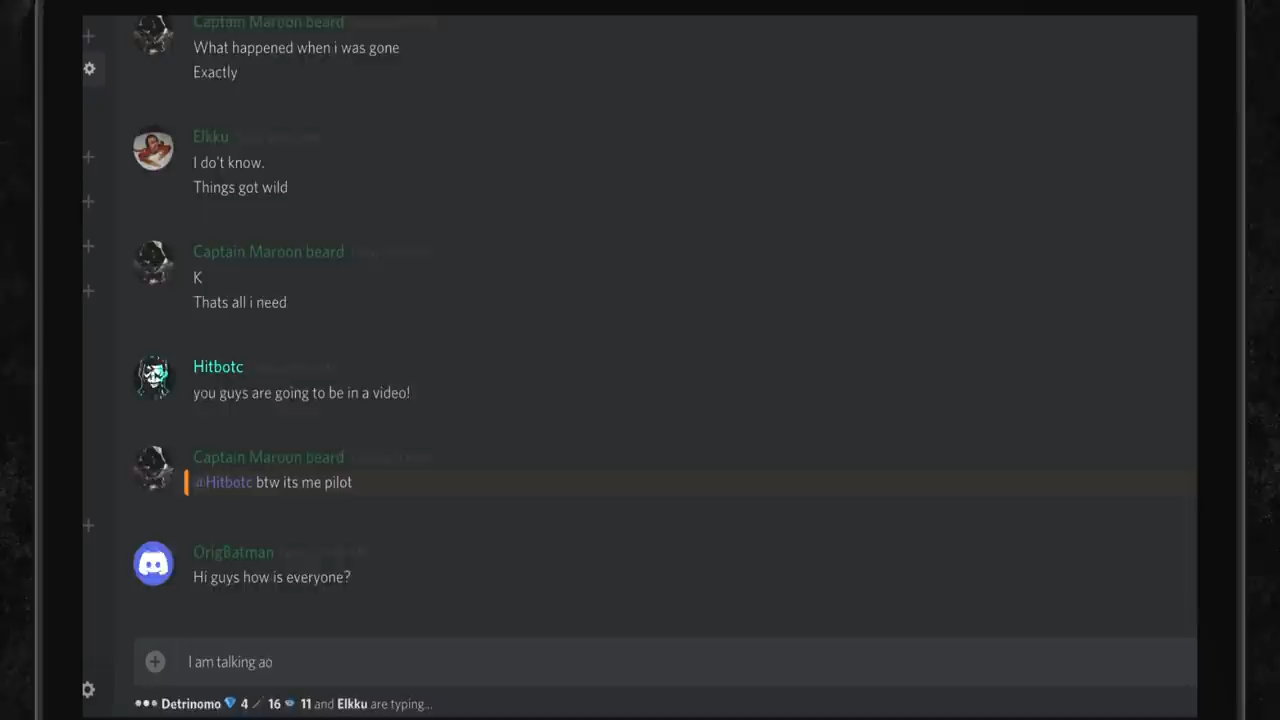 Captain Maroon beard
What happened when i was gone
Exactly
Elkku
I do't know.
Things got wild
Captain Maroon beard
K
Thats all i need
Hitbotc
you guys are going to be in a video!
Captain Maroon beard
@Hitbotc btw its me pilot
OrigBatman
Hi guys how is everyone?
I am talking ao
Detrinomo 4 16 11 and Elkku are typing...